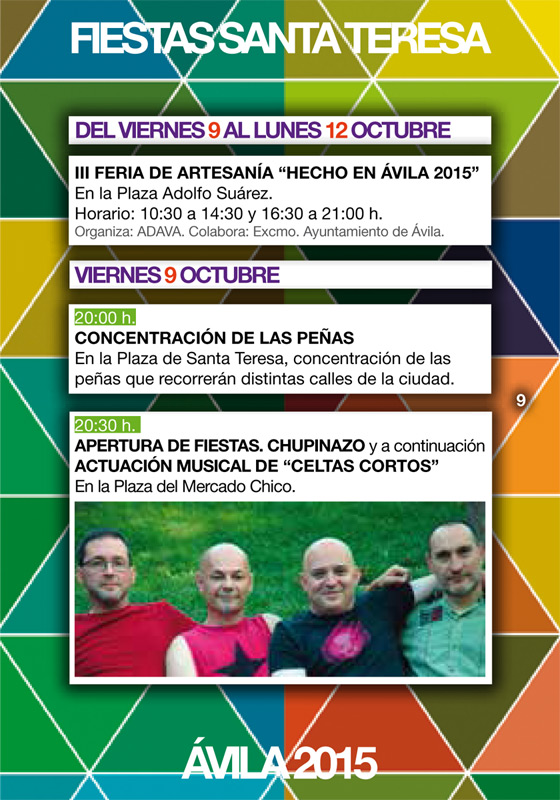 FIESTAS SANTA TERESA
DEL VIERNES 9 AL LUNES 12 OCTUBRE
III FERIA DE ARTESANÍA “HECHO EN ÁVILA 2015”
En la Plaza Adolfo Suárez.
Horario: 10:30 a 14:30 y 16:30 a 21:00 h.
Organiza: ADAVA. Colabora: Excmo. Ayuntamiento de Ávila.
VIERNES 9 OCTUBRE
20:00 h.
CONCENTRACIÓN DE LAS PEÑAS
En la Plaza de Santa Teresa, concentración de las
peñas que recorrerán distintas calles de la ciudad.
9
20:30 h.
APERTURA DE FIESTAS. CHUPINAZO y a continuación
ACTUACIÓN MUSICAL DE “CELTAS CORTOS”
En la Plaza del Mercado Chico.
ÁVILA 2015